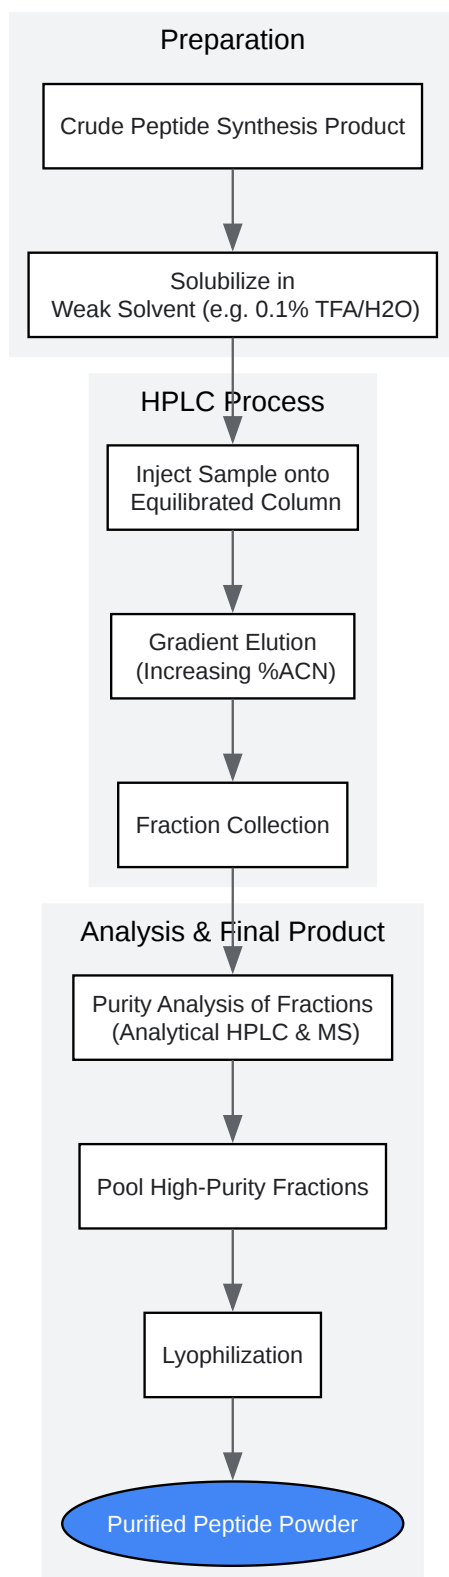 Preparation
Crude Peptide Synthesis Product
Solubilize in
Weak Solvent (e.g. 0.1% TFA/H2O)
HPLC Process
Inject Sample onto
Equilibrated Column
Gradient Elution
(Increasing %ACN)
Fraction Collection
Analysis & Final Product
Purity Analysis of Fractions
(Analytical HPLC & MS)
Pool High-Purity Fractions
Lyophilization
Purified Peptide Powder